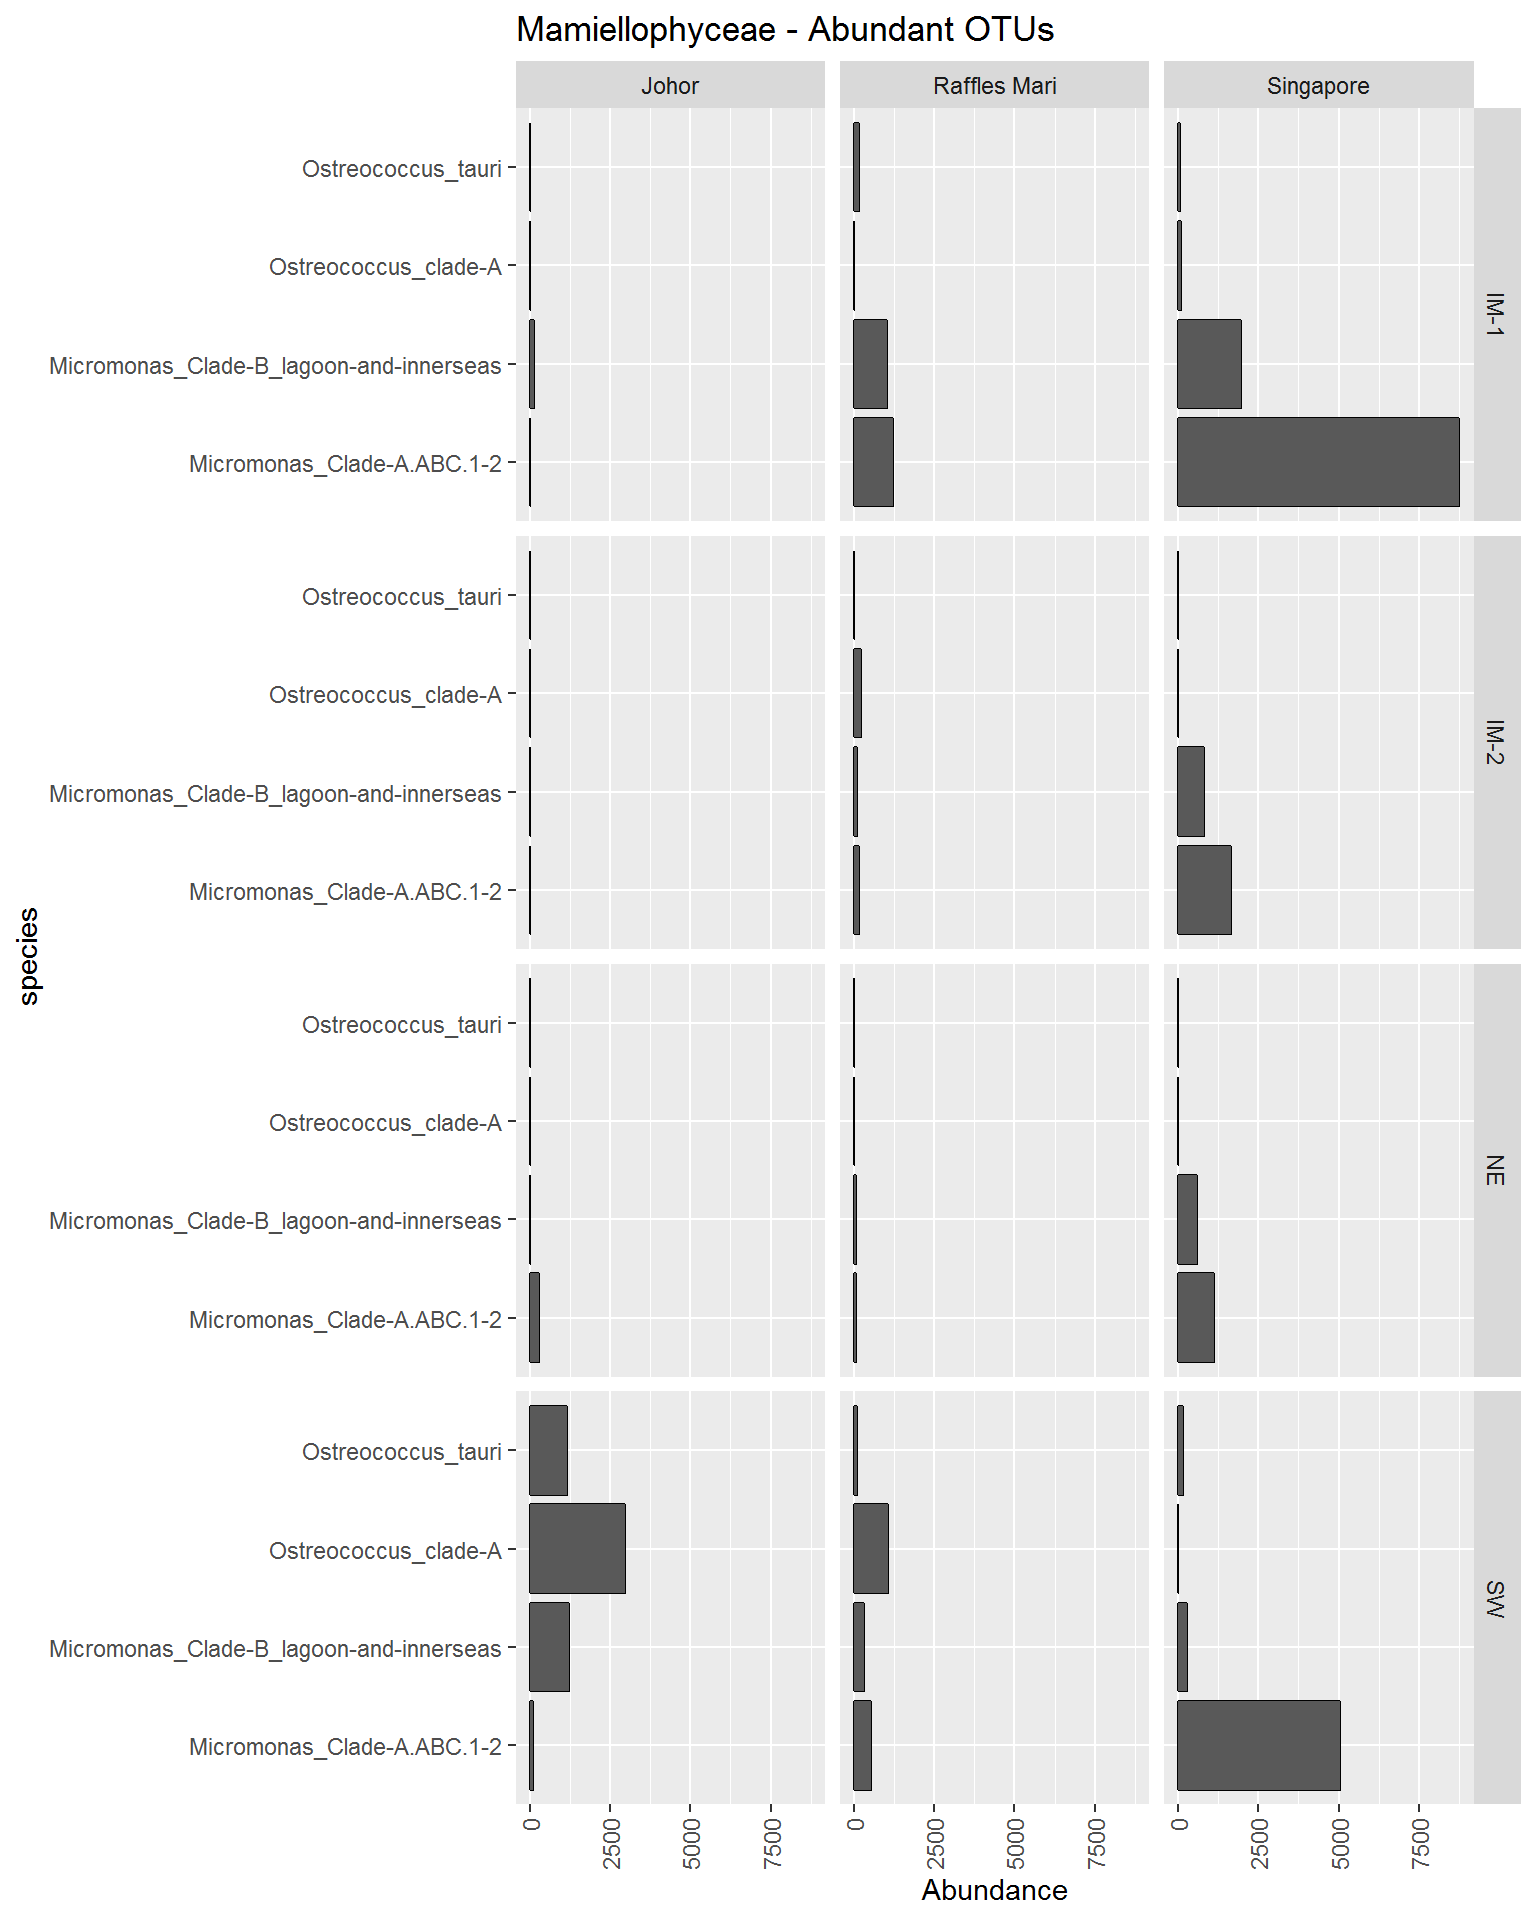 Mamiellophyceae - Abundant OTUs
Johor
Raffles Mari
Singapore
Ostreococcus_tauri
Ostreococcus_clade-A
Micromonas_Clade-B_lagoon-and-innerseas
Micromonas_Clade-A.ABC.1-2
IM-1
Ostreococcus_tauri
Ostreococcus_clade-A
Micromonas_Clade-B_lagoon-and-innerseas
Micromonas_Clade-A.ABC.1-2
IM-2
species
Ostreococcus_tauri
Ostreococcus_clade-A
Micromonas_Clade-B_lagoon-and-innerseas
Micromonas_Clade-A.ABC.1-2
NE
Ostreococcus_tauri
Ostreococcus_clade-A
Micromonas_Clade-B_lagoon-and-innerseas
Micromonas_Clade-A.ABC.1-2
SW
0
2500
5000
7500
0
2500
5000
7500
0
2500
5000
7500
Abundance